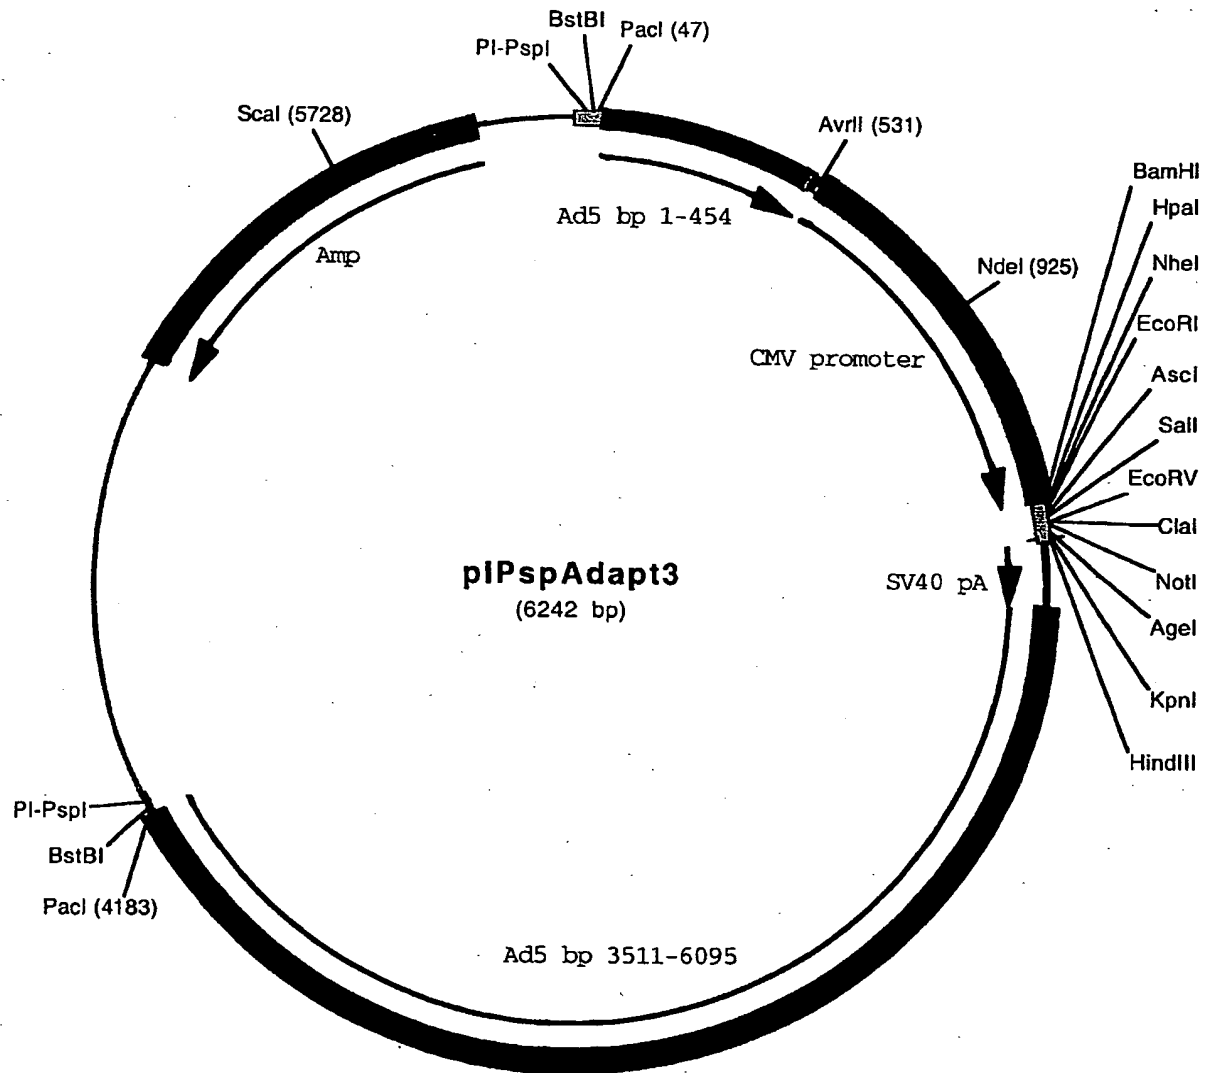 BstBI
PI-PspI
PacI (47)
ScaI (5728)
AvrII (531)
BamHI
HpaI
NheI
EcoRI
AscI
SalI
EcoRV
ClaI
NotI
AgeI
KpnI
HindIII
Ad5 bp 1-454
Amp
NdeI (925)
CMV promoter
pIPspAdapt3
(6242 bp)
SV40 pA
PI-PspI
BstBI
PacI (4183)
Ad5 bp 3511-6095